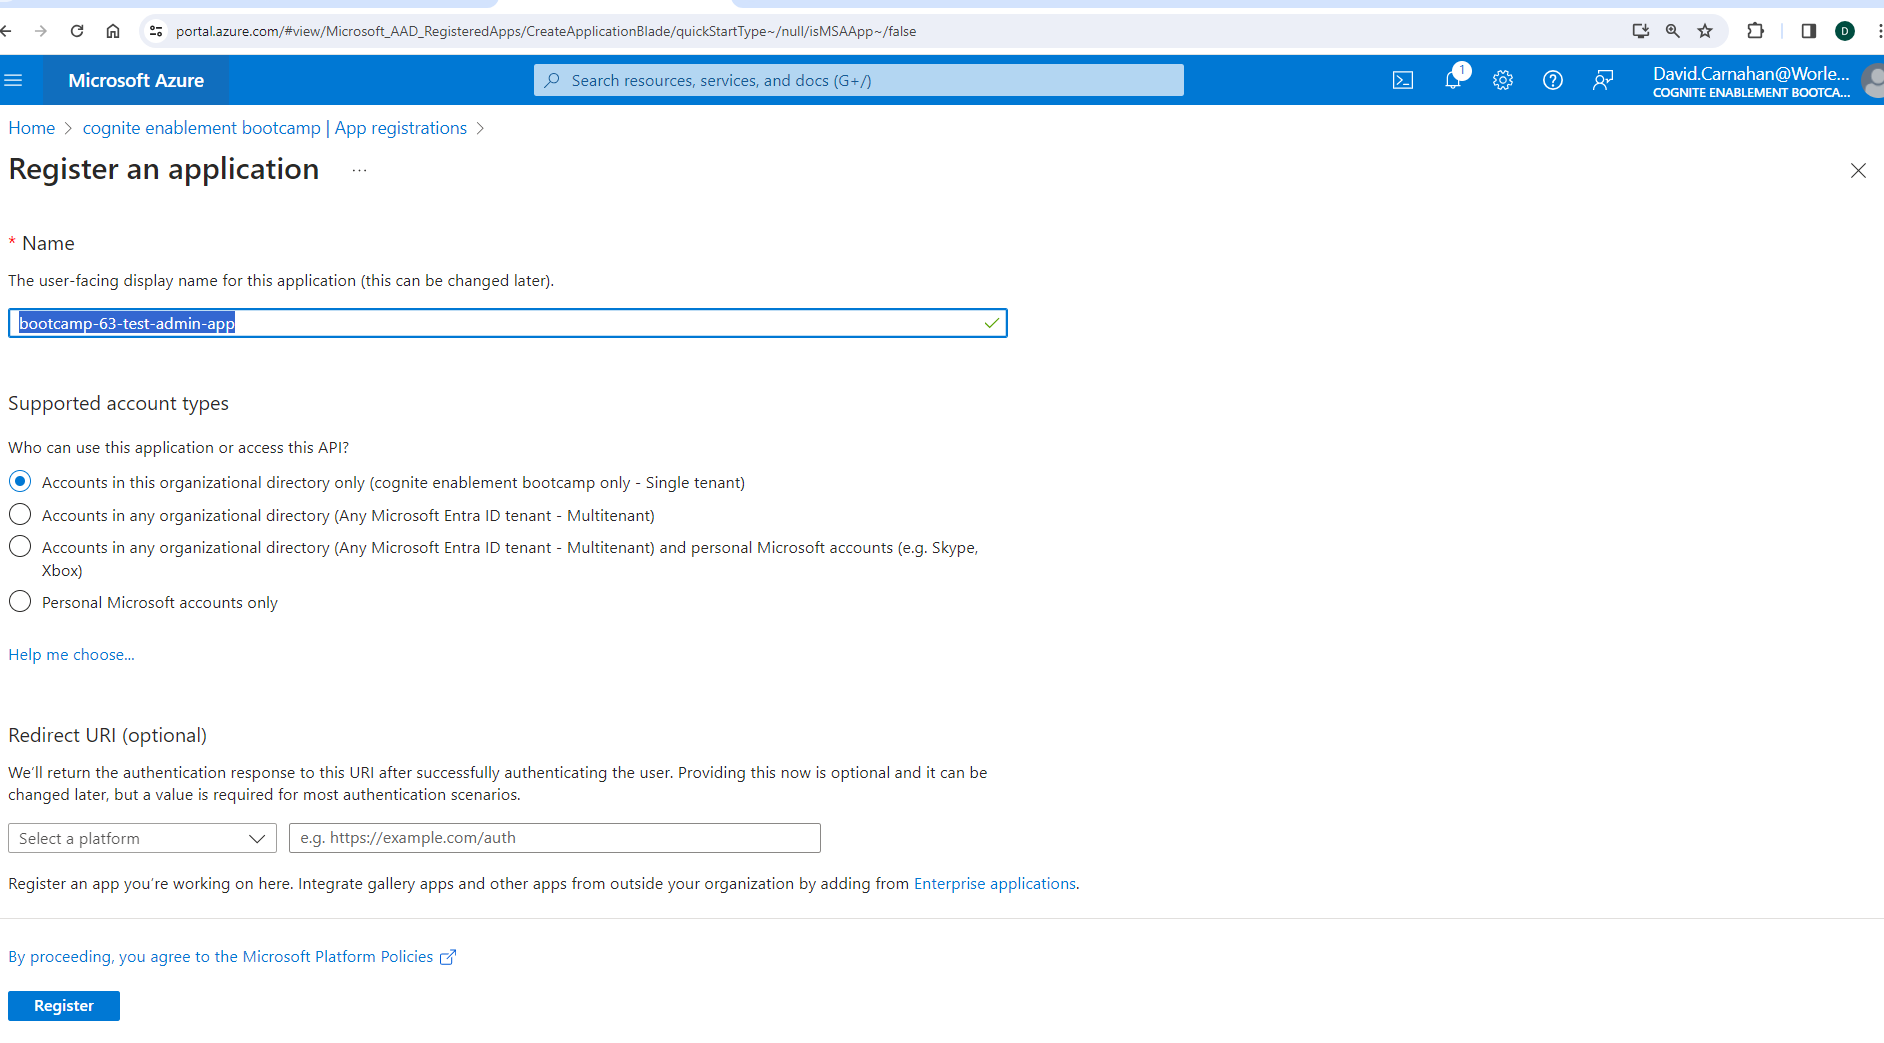 portal.azure.com/#view/Microsoft_AAD_RegisteredApps/CreateApplicationBlade/quickStartType~/null/isMSAApp~/false
D
Microsoft Azure
Search resources, services, and docs (G+/)
1
David.Carnahan@Worle...
COGNITE ENABLEMENT BOOTCA...
Home > cognite enablement bootcamp | App registrations >
Register an application ...
* Name
The user-facing display name for this application (this can be changed later).
bootcamp-63-test-admin-app
Supported account types
Who can use this application or access this API?
Accounts in this organizational directory only (cognite enablement bootcamp only - Single tenant)
Accounts in any organizational directory (Any Microsoft Entra ID tenant - Multitenant)
Accounts in any organizational directory (Any Microsoft Entra ID tenant - Multitenant) and personal Microsoft accounts (e.g. Skype,
Xbox)
Personal Microsoft accounts only
Help me choose...
Redirect URI (optional)
We'll return the authentication response to this URI after successfully authenticating the user. Providing this now is optional and it can be
changed later, but a value is required for most authentication scenarios.
Select a platform
e.g. https://example.com/auth
Register an app you're working on here. Integrate gallery apps and other apps from outside your organization by adding from Enterprise applications.
By proceeding, you agree to the Microsoft Platform Policies
Register